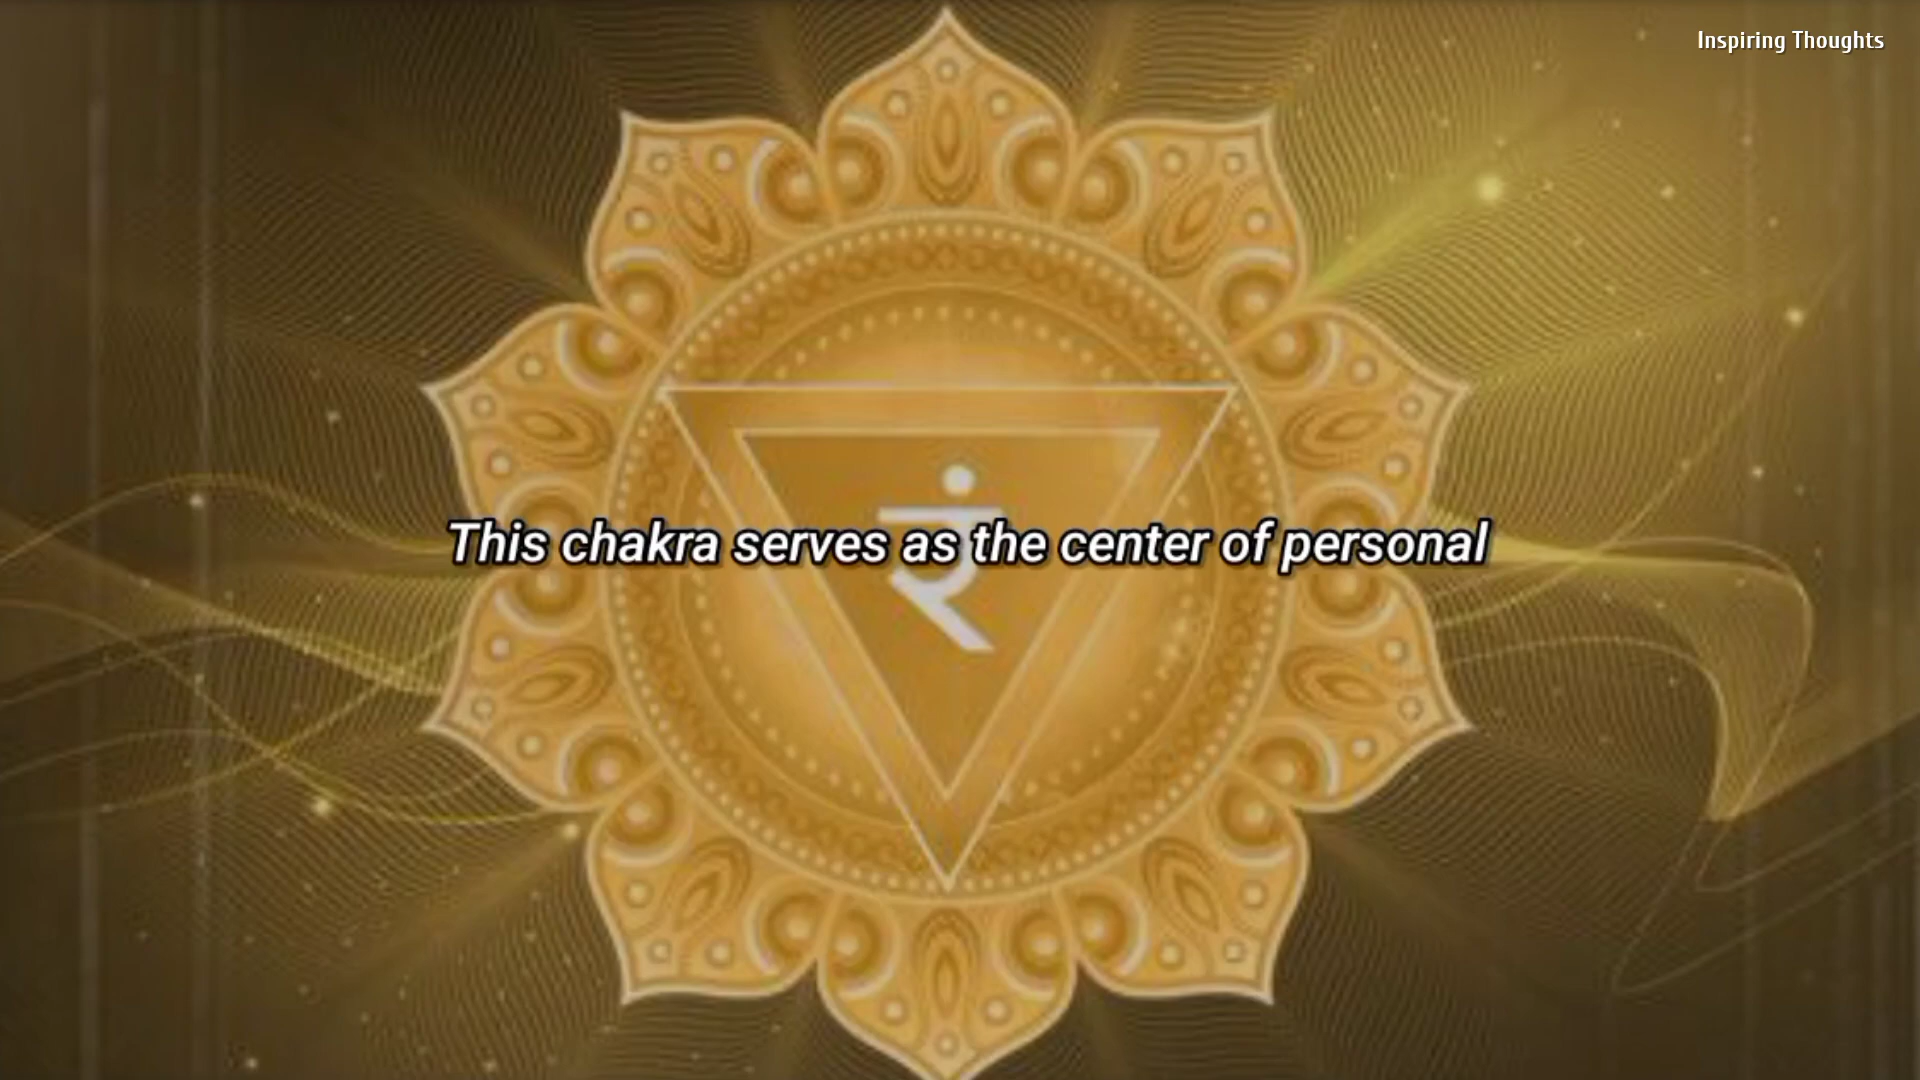 Inspiring Thoughts
रं
This chakra serves as the center of personal